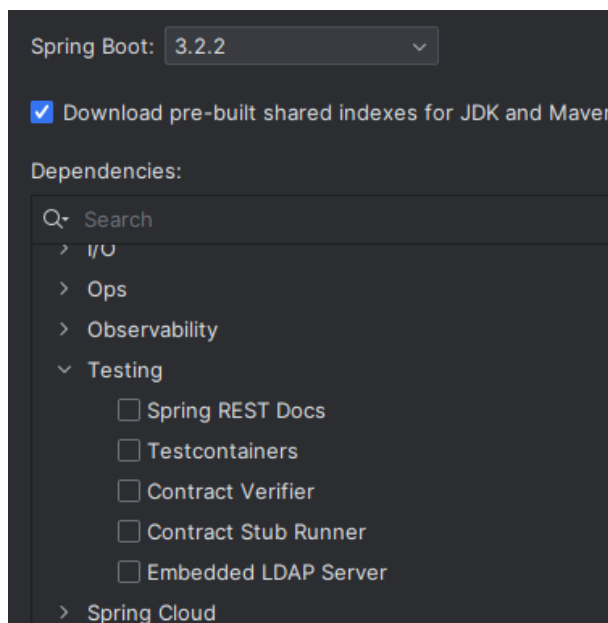 Spring Boot: 3.2.2
Download pre-built shared indexes for JDK and Maven
Dependencies:
Search
I/O
Ops
Observability
Testing
Spring REST Docs
Testcontainers
Contract Verifier
Contract Stub Runner
Embedded LDAP Server
Spring Cloud